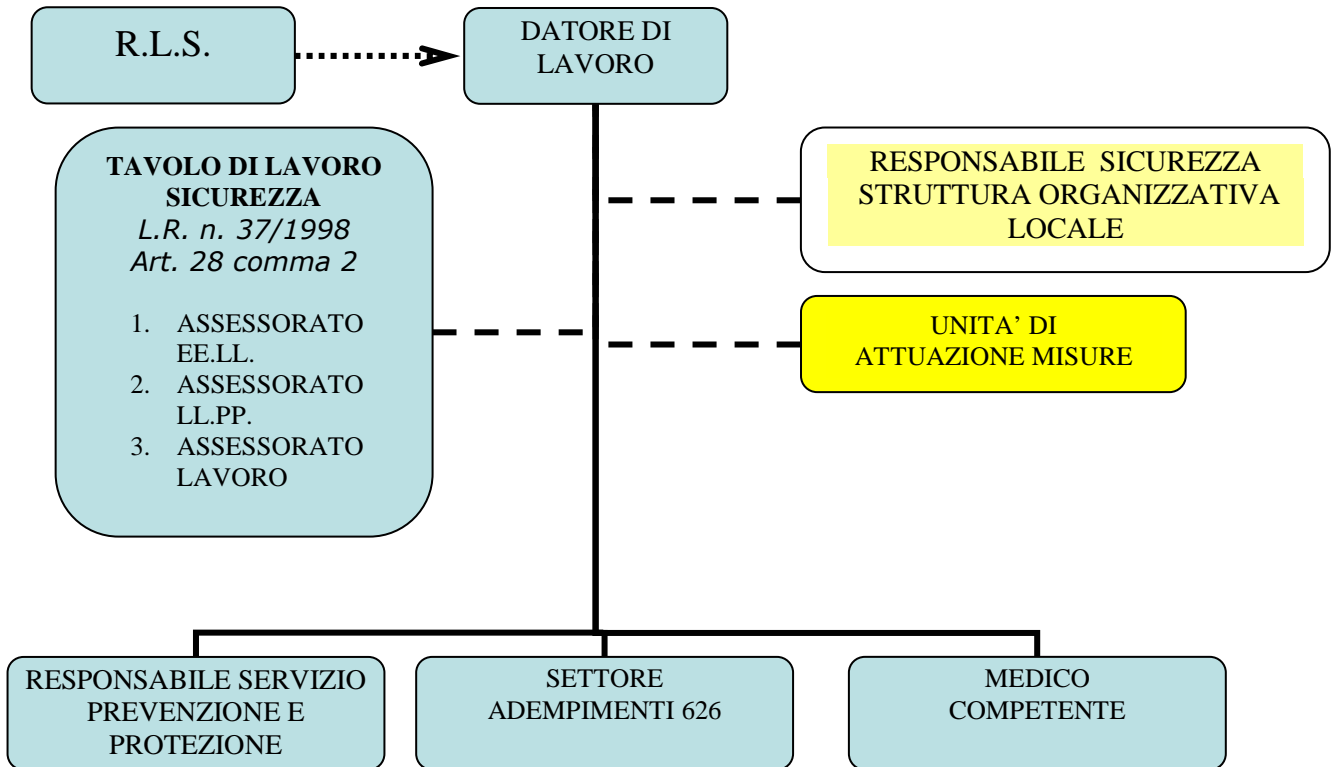 R.L.S.
DATORE DI
LAVORO
TAVOLO DI LAVORO
SICUREZZA
L.R. n. 37/1998
Art. 28 comma 2
1. ASSESSORATO
EE.LL.
2. ASSESSORATO
LL.PP.
3. ASSESSORATO
LAVORO
RESPONSABILE SICUREZZA
STRUTTURA ORGANIZZATIVA
LOCALE
UNITA’ DI
ATTUAZIONE MISURE
RESPONSABILE SERVIZIO
PREVENZIONE E
PROTEZIONE
SETTORE
ADEMPIMENTI 626
MEDICO
COMPETENTE